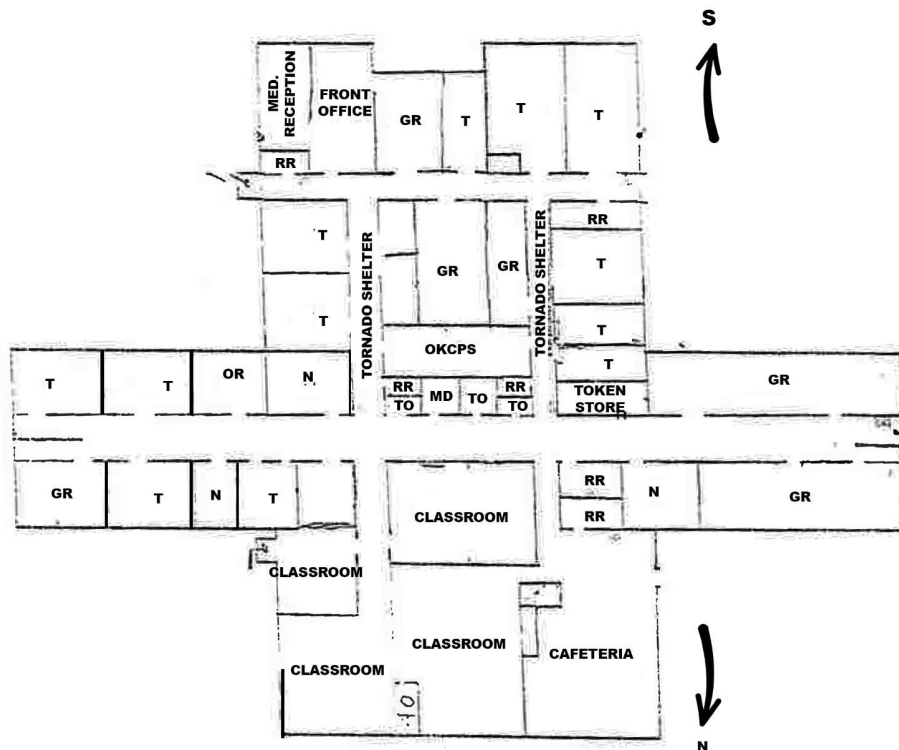 S
MED.
RECEPTION
FRONT
OFFICE
GR
T
T
T
RR
TORNADO SHELTER
TORNADO SHELTER
RR
T
GR
GR
T
T
T
OKCPS
T
T
T
OR
N
RR
MD
TO
RR
TO
TO
TOKEN
STORE
GR
GR
T
N
T
CLASSROOM
RR
RR
N
GR
CLASSROOM
CLASSROOM
CLASSROOM
CAFETERIA
N